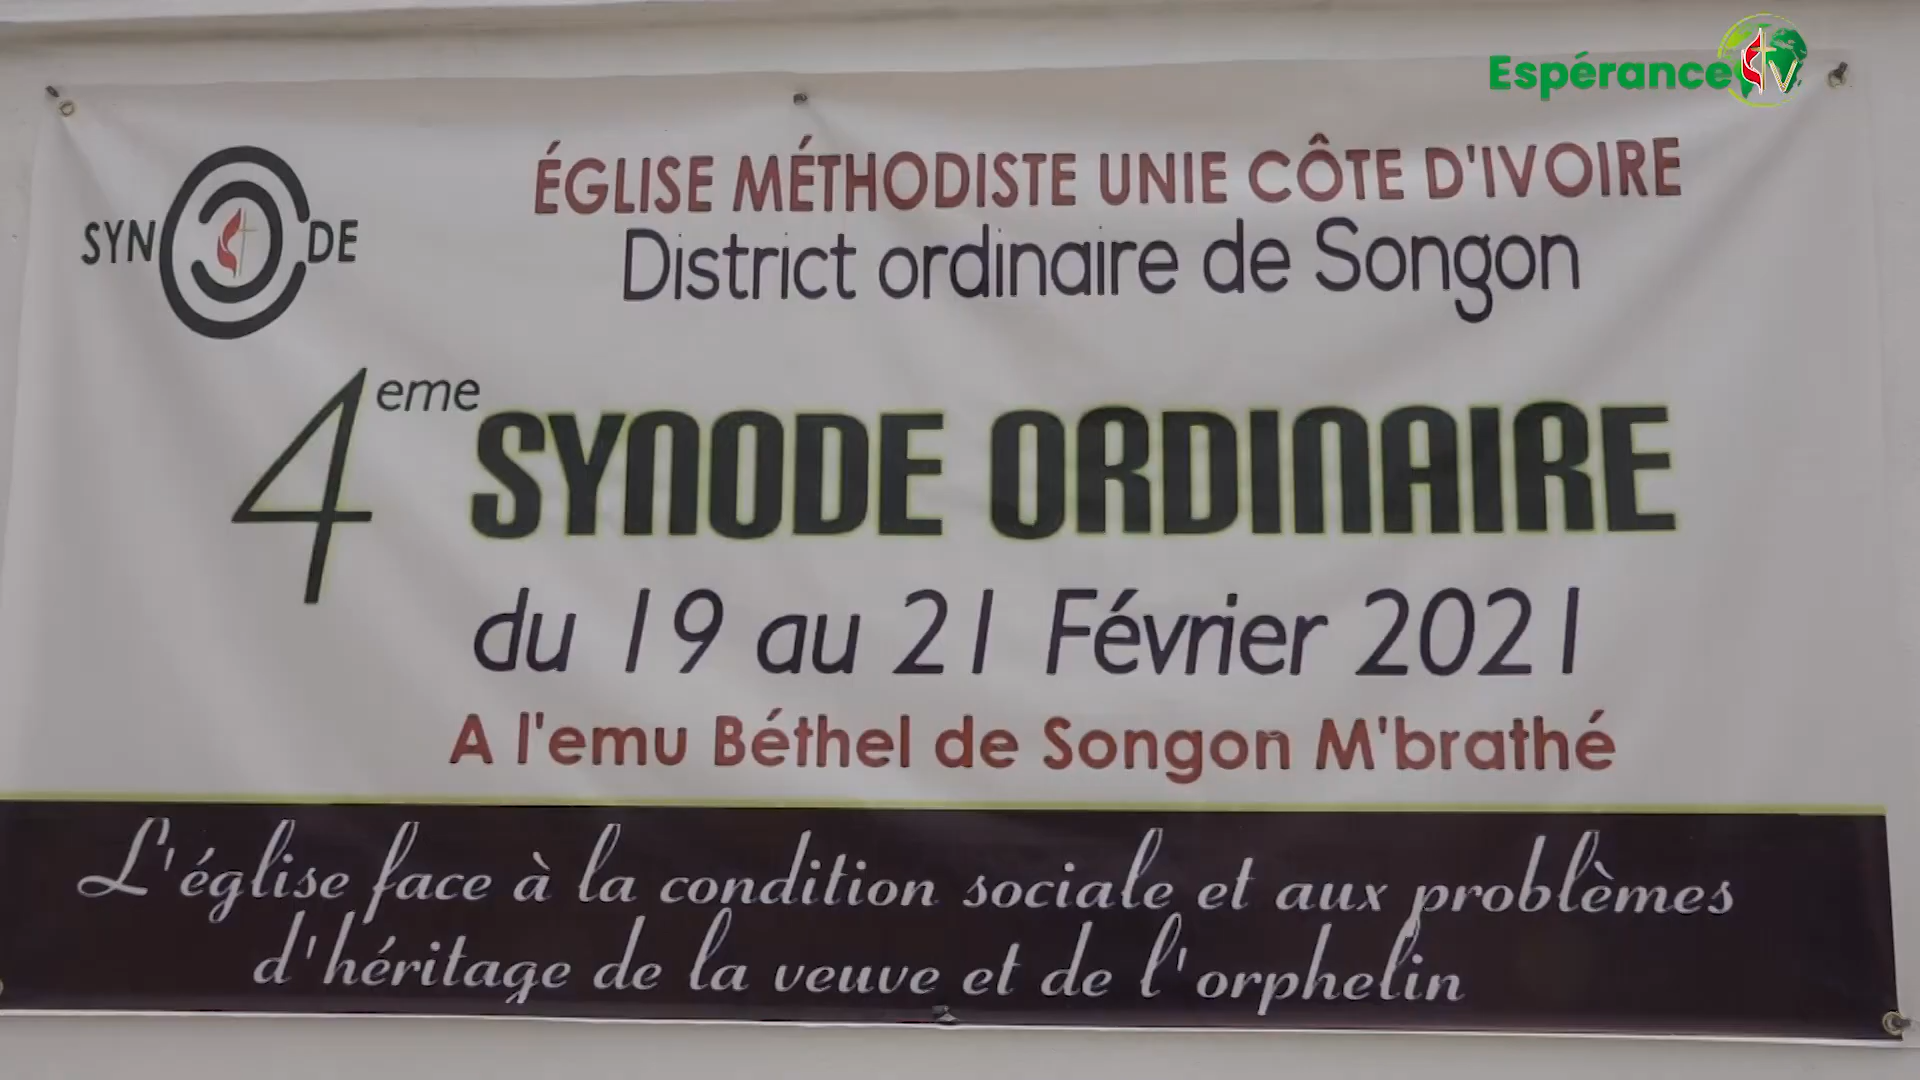 Espérance tv
ÉGLISE MÉTHODISTE UNIE CÔTE D'IVOIRE
SYNODE
District ordinaire de Songon
4eme SYNODE ORDINAIRE
du 19 au 21 Février 2021
A l'emu Béthel de Songon M'brathé
L'église face à la condition sociale et aux problèmes
d'héritage de la veuve et de l'orphelin